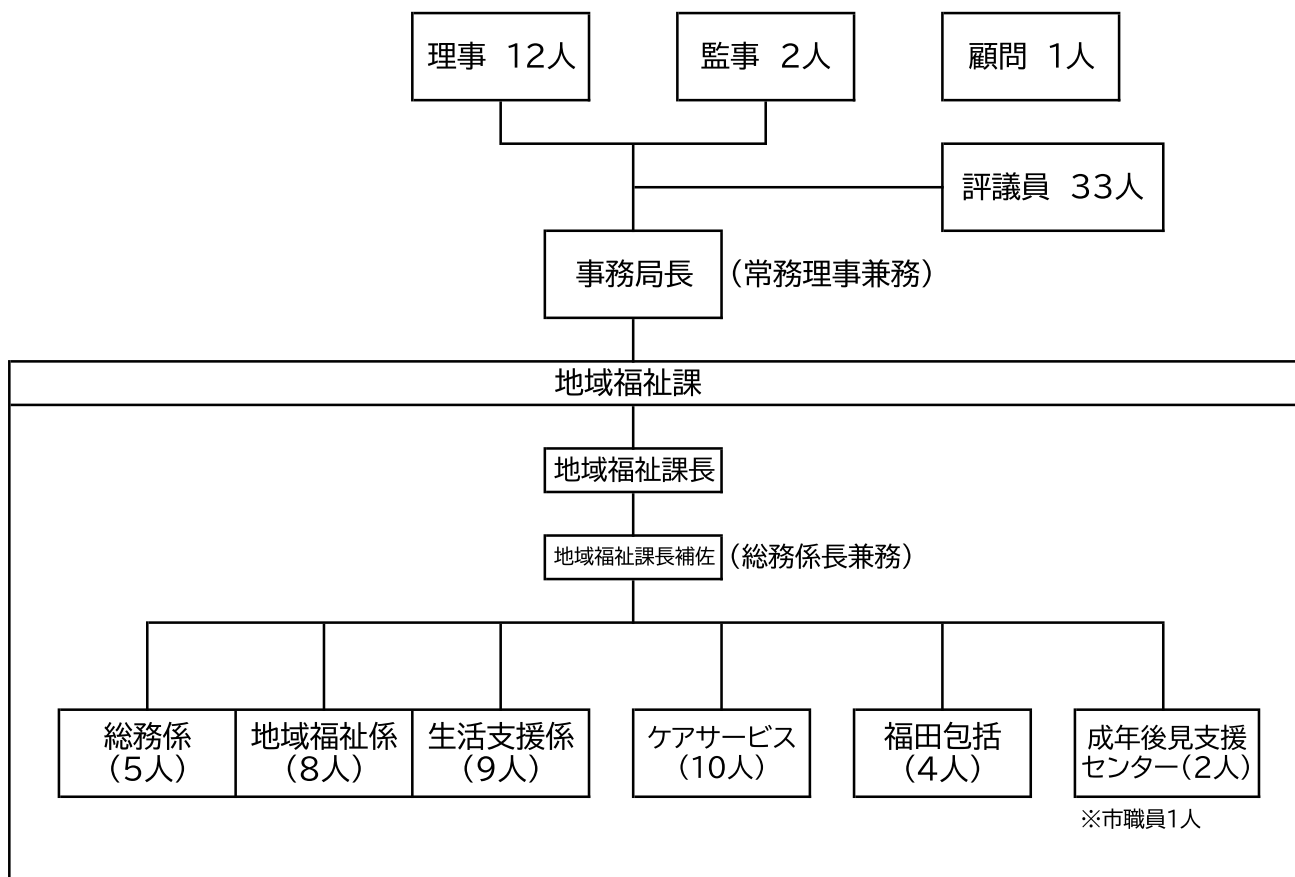 理事 12人
監事 2人
顧問 1人
評議員 33人
事務局長
(常務理事兼務)
地域福祉課
地域福祉課長
地域福祉課長補佐
(総務係長兼務)
総務係
(5人)
地域福祉係
(8人)
生活支援係
(9人)
ケアサービス
(10人)
福田包括
(4人)
成年後見支援
センター(2人)
※市職員1人